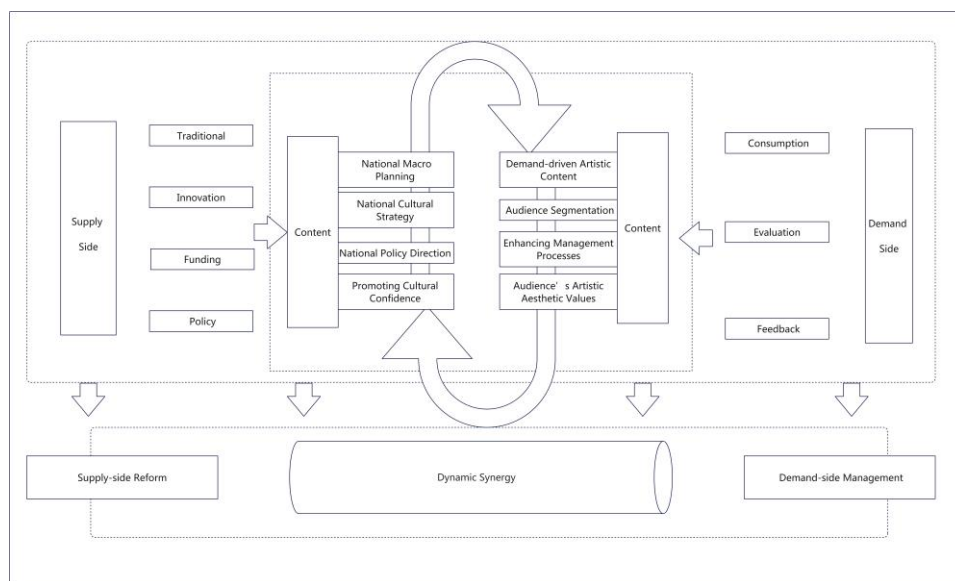 Supply
Side
Traditional
Innovation
Funding
Policy
Content
National Macro
Planning
National Cultural
Strategy
National Policy Direction
Promoting Cultural
Confidence
Demand-driven Artistic
Content
Audience Segmentation
Enhancing Management
Processes
Audience’s Artistic
Aesthetic Values
Content
Consumption
Evaluation
Feedback
Demand
Side
Supply-side Reform
Dynamic Synergy
Demand-side Management